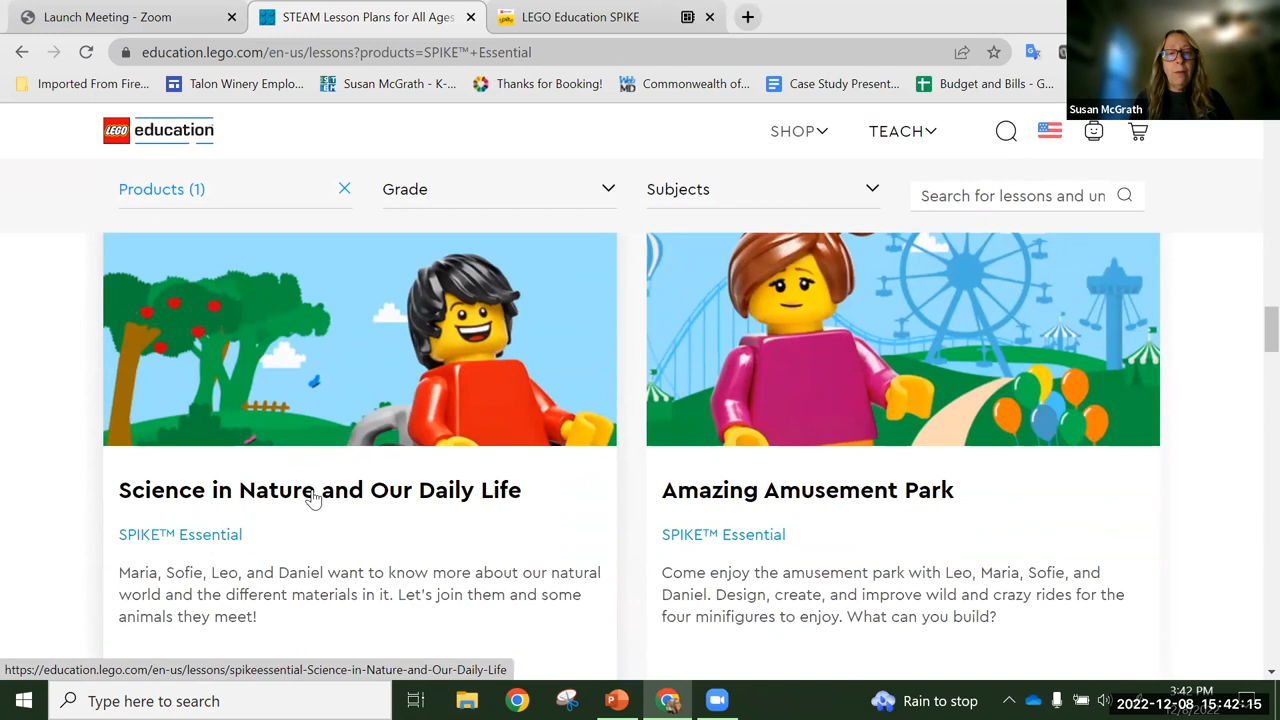 Launch Meeting - Zoom
STEAM Lesson Plans for All Ages
LEGO Education SPIKE
education.lego.com/en-us/lessons?products=SPIKE™+Essential
Imported From Fire...
Talon Winery Emplo...
Susan McGrath - K-...
Thanks for Booking!
Commonwealth of...
Case Study Present...
Budget and Bills - G...
Susan McGrath
LEGO education
SHOP
TEACH
Products (1)
Grade
Subjects
Search for lessons and un
Science in Nature and Our Daily Life
SPIKE™ Essential
Maria, Sofie, Leo, and Daniel want to know more about our natural
world and the different materials in it. Let's join them and some
animals they meet!
Amazing Amusement Park
SPIKE™ Essential
Come enjoy the amusement park with Leo, Maria, Sofie, and
Daniel. Design, create, and improve wild and crazy rides for the
four minifigures to enjoy. What can you build?
https://education.lego.com/en-us/lessons/spikeessential-Science-in-Nature-and-Our-Daily-Life
Type here to search
Rain to stop
3:42 PM
2022-12-08 15:42:15